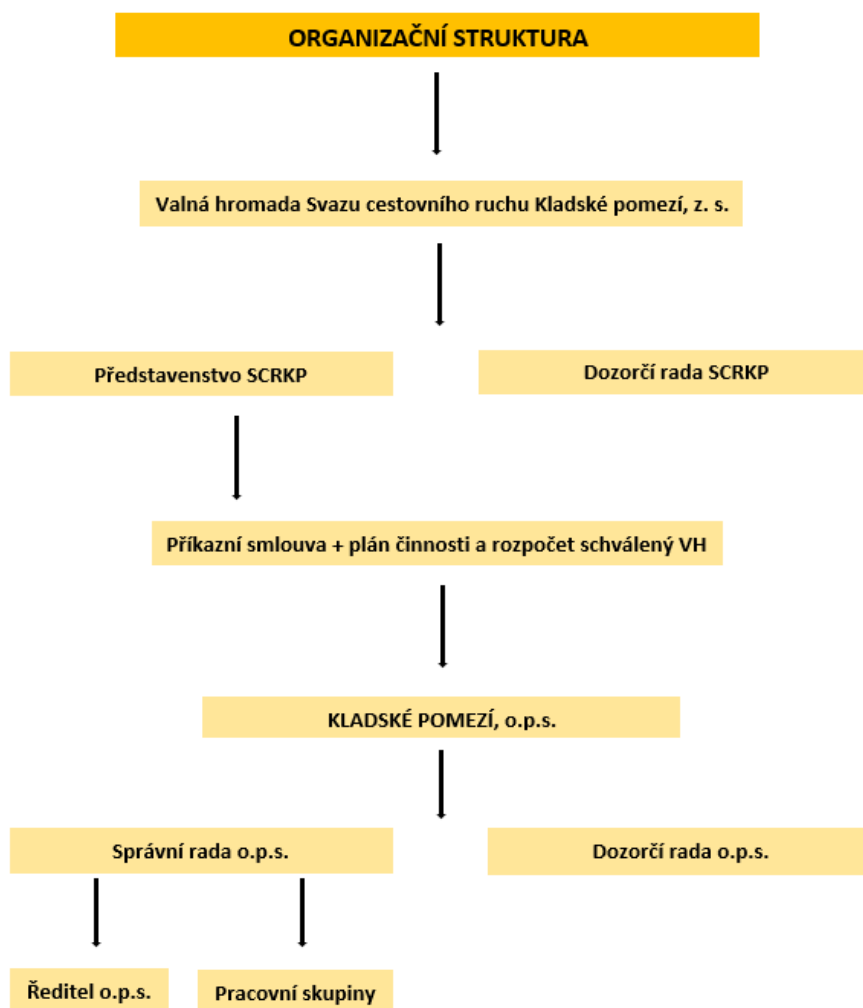 ORGANIZAČNÍ STRUKTURA
Valná hromada Svazu cestovního ruchu Kladské pomezí, z. s.
Představenstvo SCRKP
Dozorčí rada SCRKP
Příkazní smlouva + plán činnosti a rozpočet schválený VH
KLADSKÉ POMEZÍ, o.p.s.
Správní rada o.p.s.
Dozorčí rada o.p.s.
Ředitel o.p.s.
Pracovní skupiny